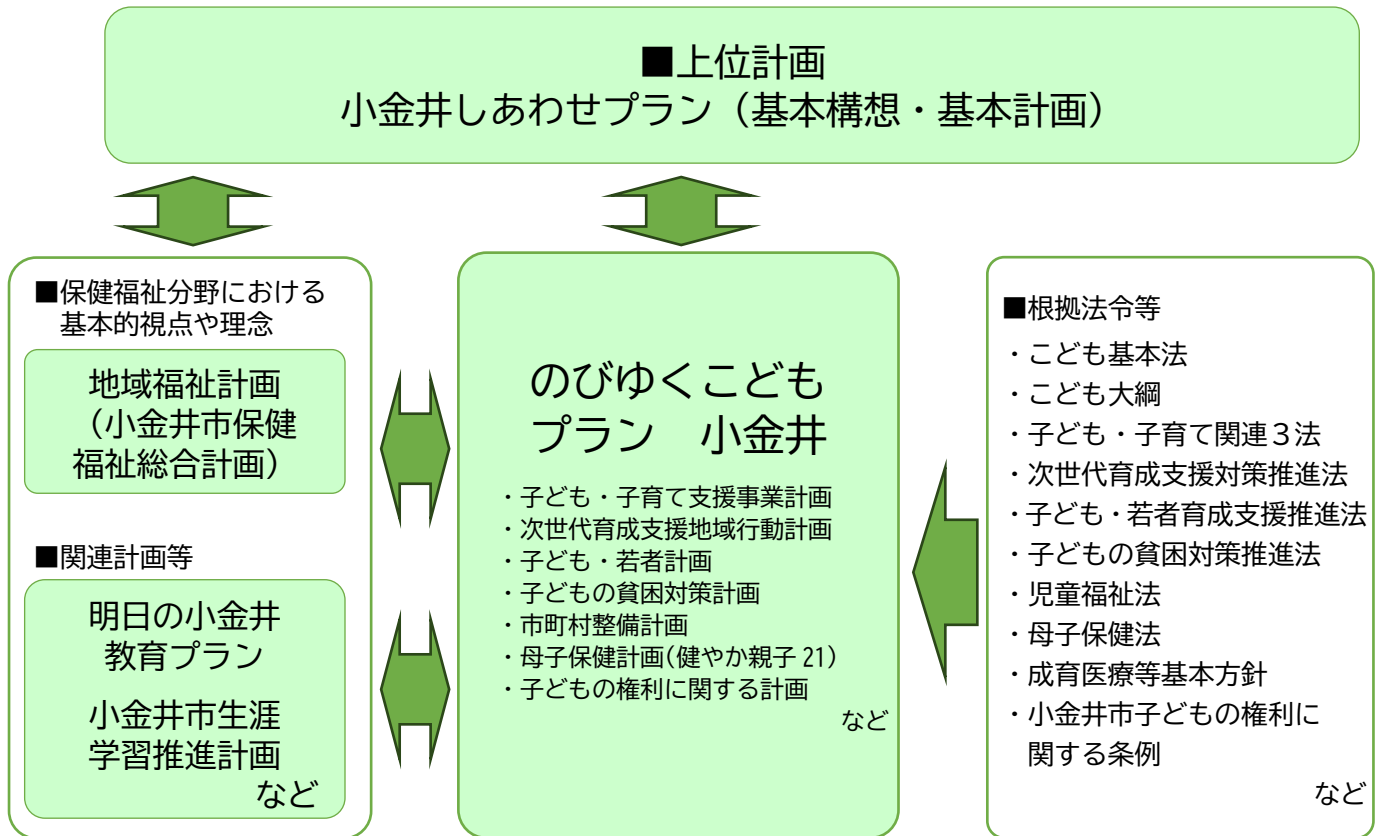 ■上位計画
小金井しあわせプラン（基本構想・基本計画）
■保健福祉分野における
基本的視点や理念
地域福祉計画
（小金井市保健
福祉総合計画）
■関連計画等
明日の小金井
教育プラン
小金井市生涯
学習推進計画
など
のびゆくこども
プラン　小金井
・子ども・子育て支援事業計画
・次世代育成支援地域行動計画
・子ども・若者計画
・子どもの貧困対策計画
・市町村整備計画
・母子保健計画(健やか親子 21)
・子どもの権利に関する計画
など
■根拠法令等
・こども基本法
・こども大綱
・子ども・子育て関連３法
・次世代育成支援対策推進法
・子ども・若者育成支援推進法
・子どもの貧困対策推進法
・児童福祉法
・母子保健法
・成育医療等基本方針
・小金井市子どもの権利に
関する条例
など